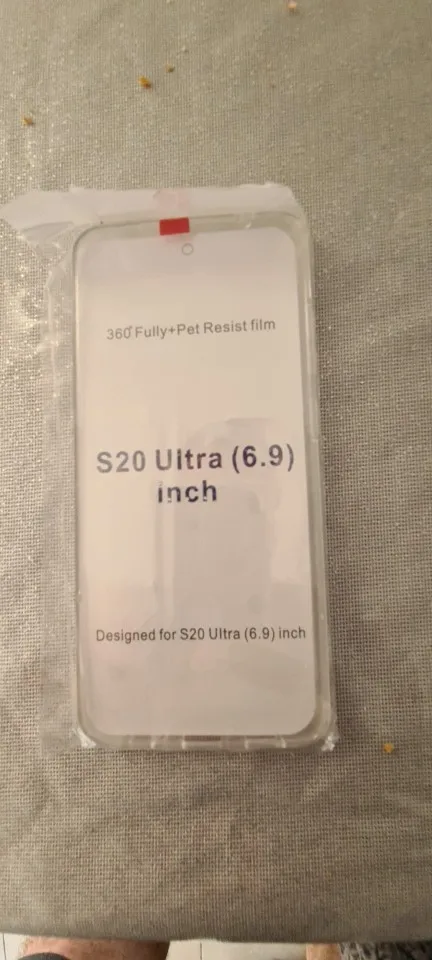 360°Fully+Pet Resist film
S20 Ultra (6.9)
inch
Designed for S20 Ultra (6.9) inch